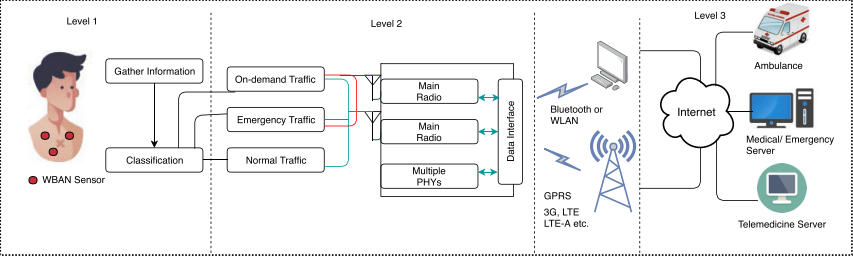 Level 1
Level 2
Level 3
Gather Information
Classification
WBAN Sensor
On-demand Traffic
Emergency Traffic
Normal Traffic
Main
Radio
Main
Radio
Multiple
PHYs
Data Interface
Bluetooth or
WLAN
GPRS
3G, LTE
LTE-A etc.
Internet
Ambulance
Medical/ Emergency
Server
Telemedicine Server